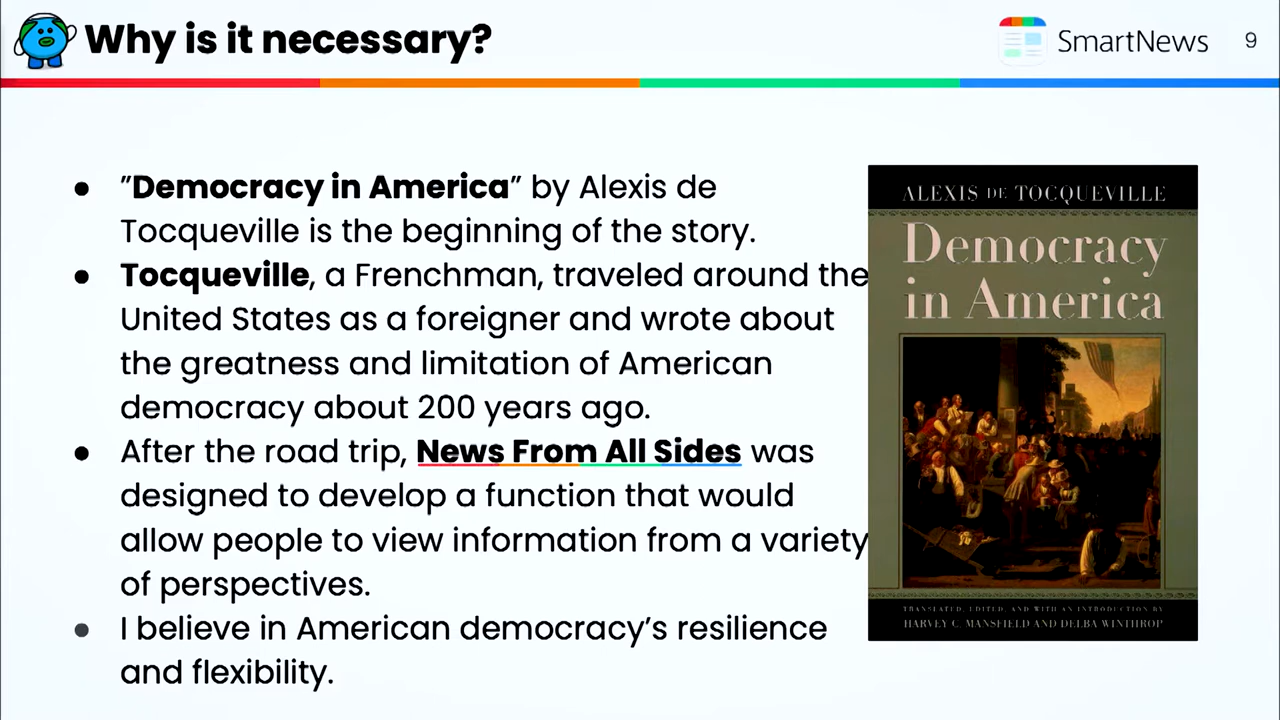 Why is it necessary?
SmartNews
9
● ”Democracy in America” by Alexis de
Tocqueville is the beginning of the story.
● Tocqueville, a Frenchman, traveled around the
United States as a foreigner and wrote about
the greatness and limitation of American
democracy about 200 years ago.
● After the road trip, News From All Sides was
designed to develop a function that would
allow people to view information from a variety
of perspectives.
● I believe in American democracy’s resilience
and flexibility.
ALEXIS DE TOCQUEVILLE
Democracy
in America
TRANSLATED, EDITED, AND WITH AN INTRODUCTION BY
HARVEY C. MANSFIELD AND DELBA WINTHROP